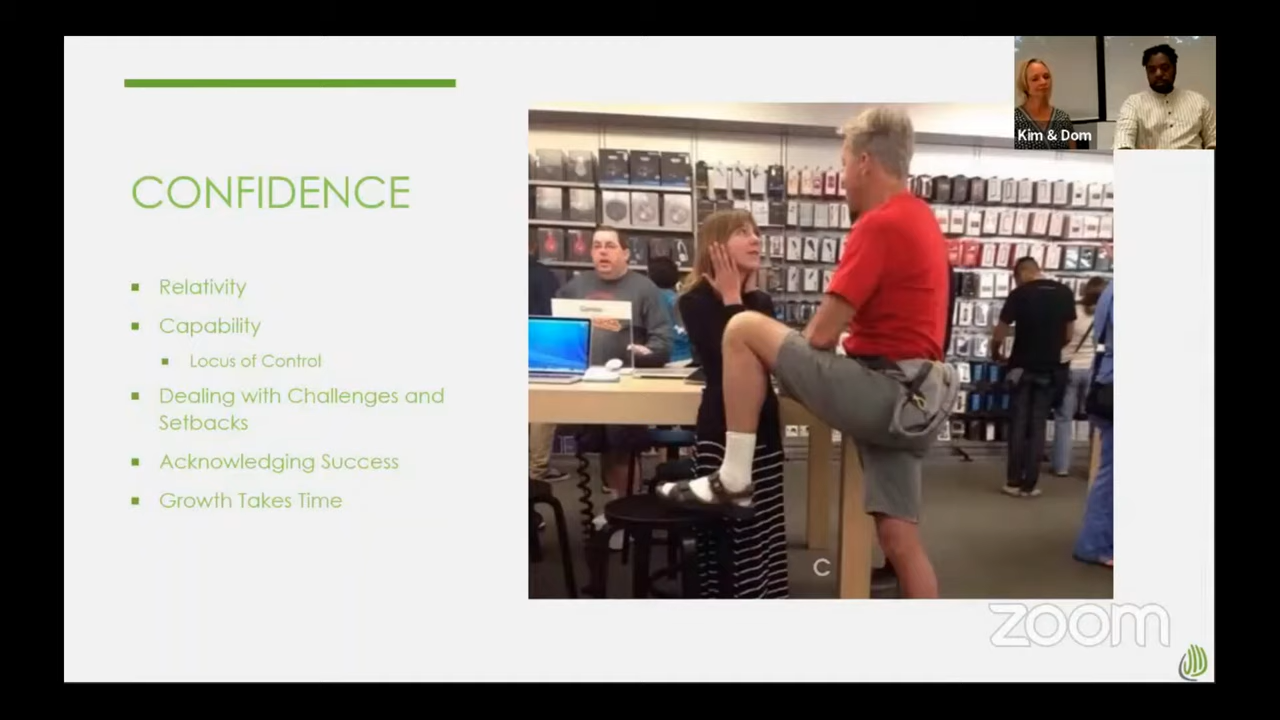 Kim & Dom
CONFIDENCE
Relativity
Capability
Locus of Control
Dealing with Challenges and
Setbacks
Acknowledging Success
Growth Takes Time
C
zoom